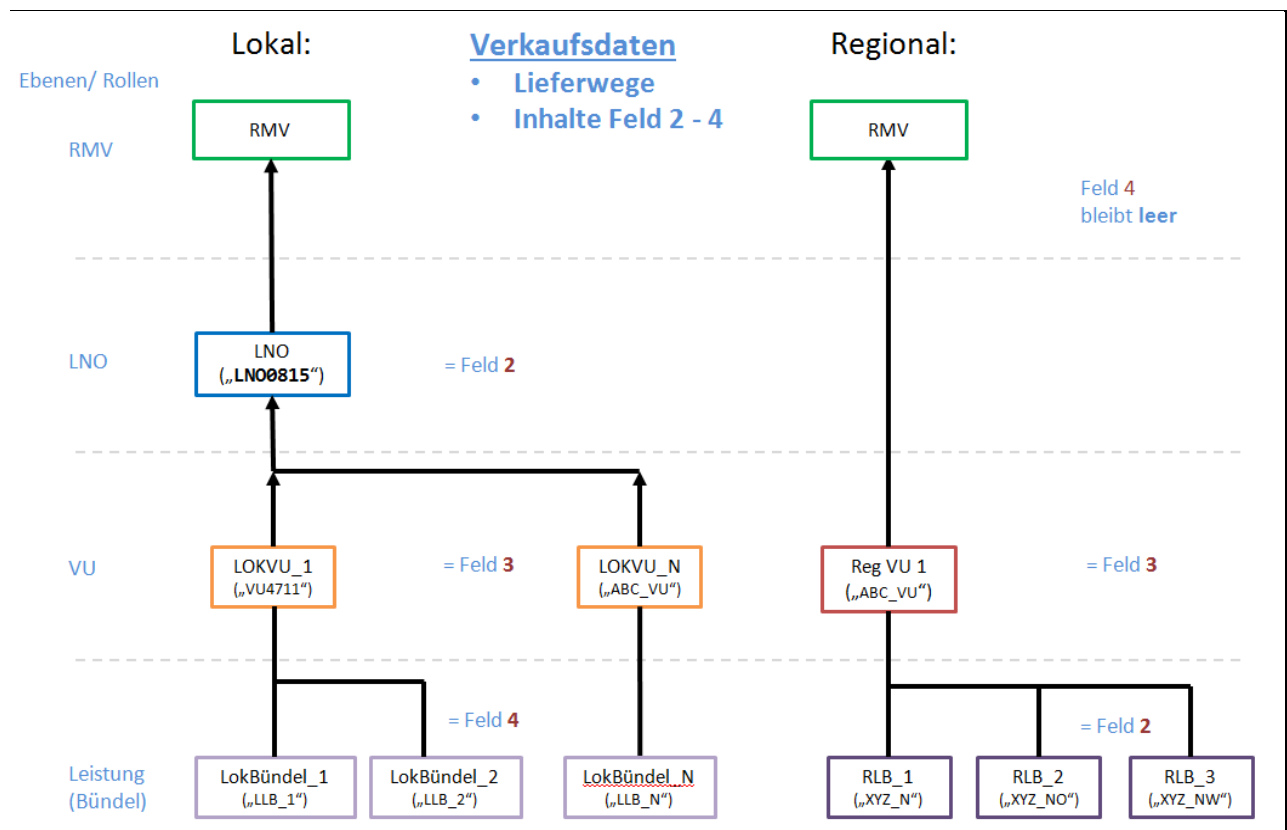 Lokal:
Verkaufsdaten
Regional:
Ebenen/ Rollen
• Lieferwege
• Inhalte Feld 2 - 4
RMV
RMV
RMV
Feld 4
bleibt leer
LNO
LNO
(„LNO0815“)
= Feld 2
VU
LOKVU_1
(„VU4711“)
= Feld 3
LOKVU_N
(„ABC_VU“)
Reg VU 1
(„ABC_VU“)
= Feld 3
= Feld 4
= Feld 2
Leistung
(Bündel)
LokBündel_1
(„LLB_1“)
LokBündel_2
(„LLB_2“)
LokBündel_N
(„LLB_N“)
RLB_1
(„XYZ_N“)
RLB_2
(„XYZ_NO“)
RLB_3
(„XYZ_NW“)